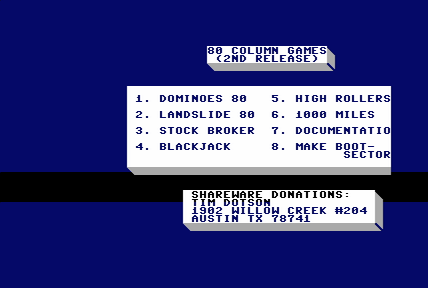 80 COLUMN GAMES
(2ND RELEASE)
1. DOMINOES 80 5. HIGH ROLLERS
2. LANDSLIDE 80 6. 1000 MILES
3. STOCK BROKER 7. DOCUMENTATIO
4. BLACKJACK 8. MAKE BOOT-
SECTOR
SHAREWARE DONATIONS:
TIM DOTSON
1902 WILLOW CREEK #204
AUSTIN TX 78741